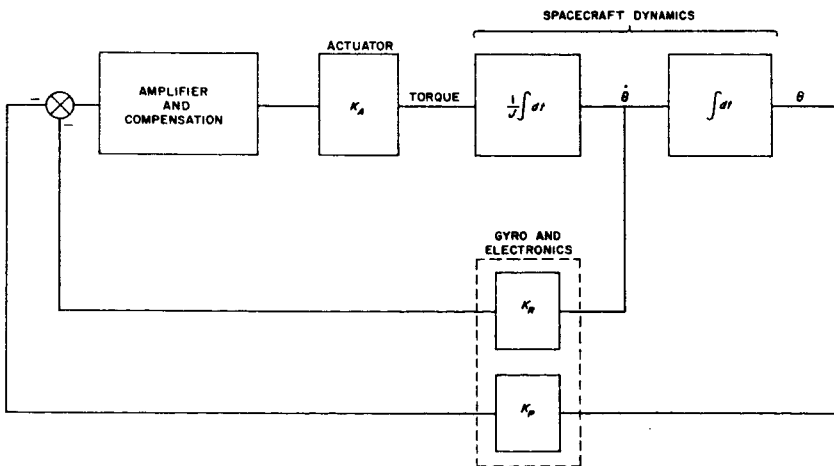 SPACECRAFT DYNAMICS
ACTUATOR
AMPLIFIER
AND
COMPENSATION
K_A
TORQUE
1/J ∫ dt
θ̇
∫ dt
θ
−
−
GYRO AND
ELECTRONICS
K_R
K_P